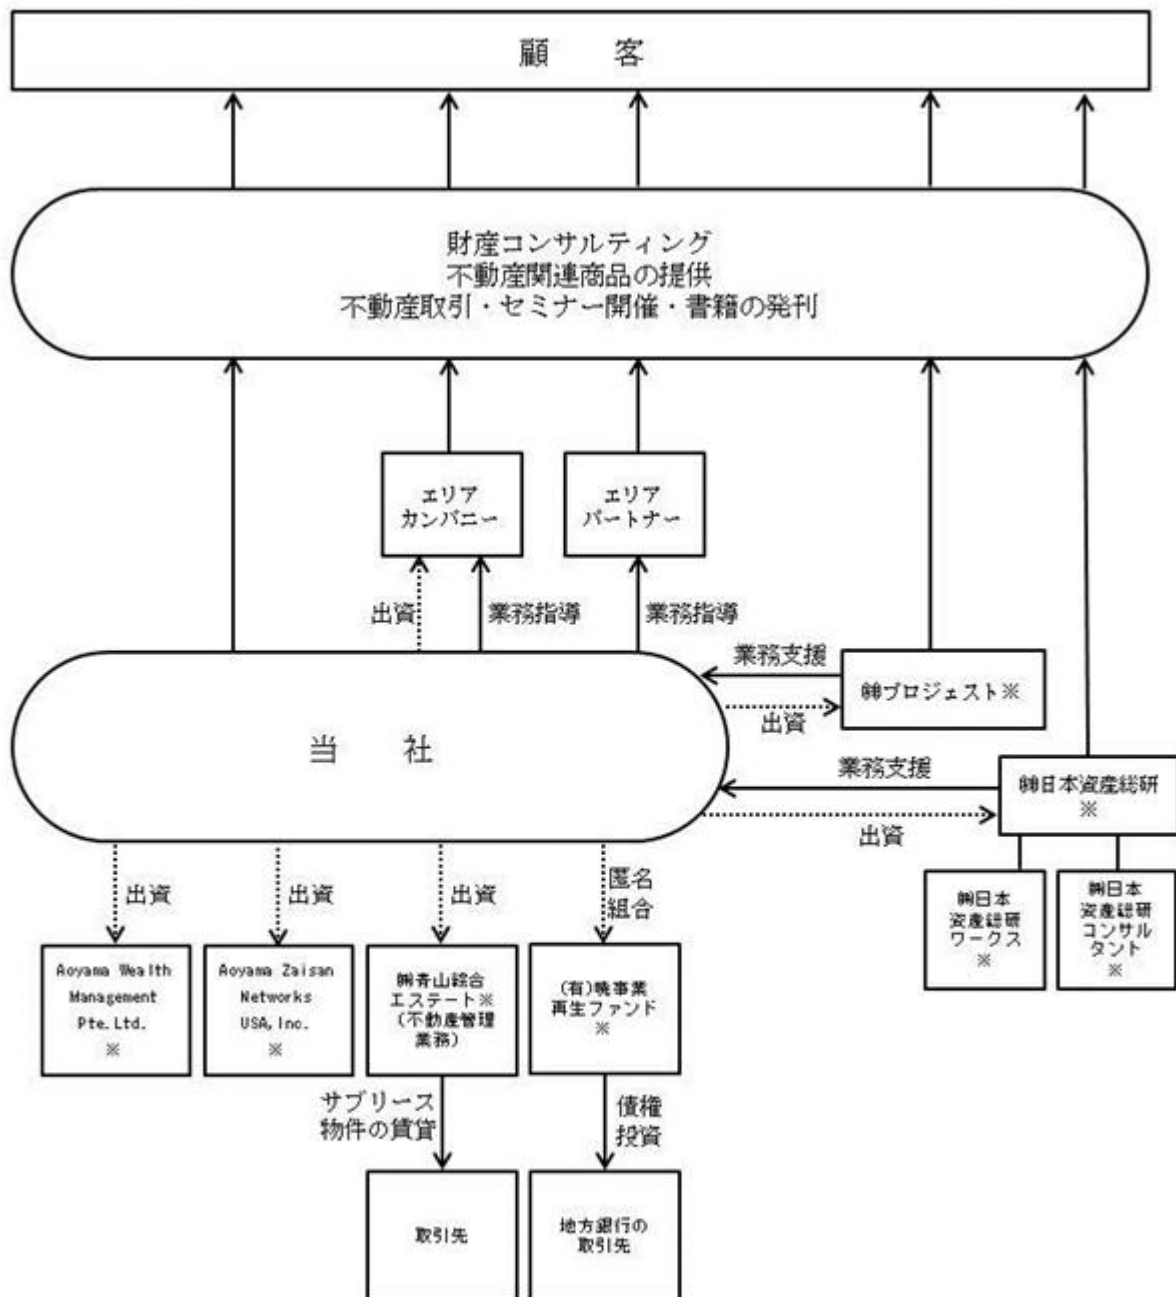 顧　客
財産コンサルティング
不動産関連商品の提供
不動産取引・セミナー開催・書籍の発刊
エリア
カンパニー
エリア
パートナー
出資
業務指導
業務指導
業務支援
㈱プロジェスト※
出資
当　社
業務支援
㈱日本資産総研
※
出資
出資
出資
出資
匿名
組合
㈱日本
資産総研
ワークス
※
㈱日本
資産総研
コンサル
タント※
Aoyama Wealth
Management
Pte.Ltd.
※
Aoyama Zaisan
Networks
USA,Inc.
※
㈱青山綜合
エステート※
(不動産管理
業務)
(有)暁事業
再生ファンド
※
サブリース
物件の賃貸
債権
投資
取引先
地方銀行の
取引先